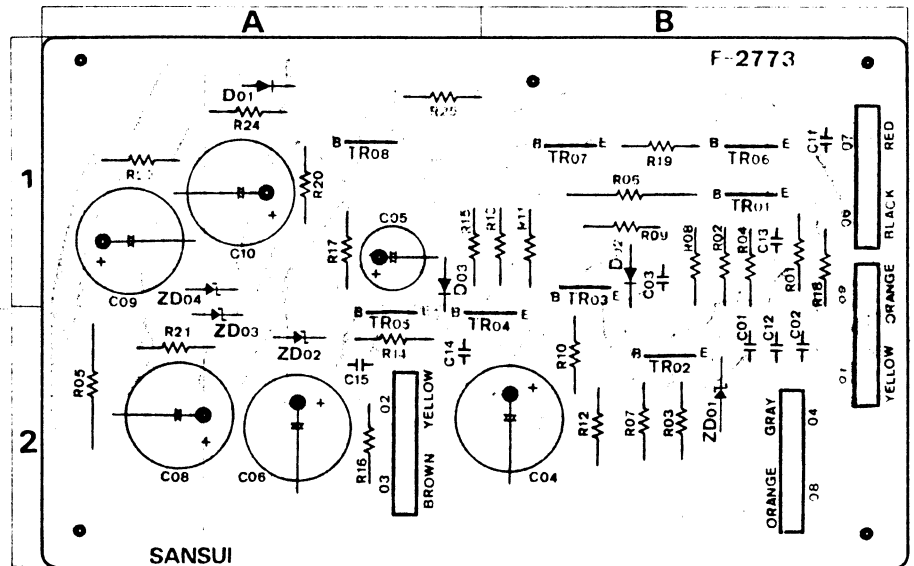 A B
F-2773
D01
R24
R25
B TR08
B TR07 E
R19
B TR06 E
C11
07 RED
1
R20
R06
B TR01 E
06 BLACK
C10
R17
C05
R15
R11
R09
D02
R08
R02
R04
C13
R01
R18
C09
ZD04
D03
C03
B TR03 E
09 ORANGE
ZD03
B TR05 E
B TR04 E
R21
ZD02
R14
C14
C15
R10
B TR02 E
C01
C12
C02
01 YELLOW
R05
2
02 YELLOW
R12
R07
R03
ZD01
GRAY 04
R16
03 BROWN
C08
C06
C04
ORANGE 08
SANSUI